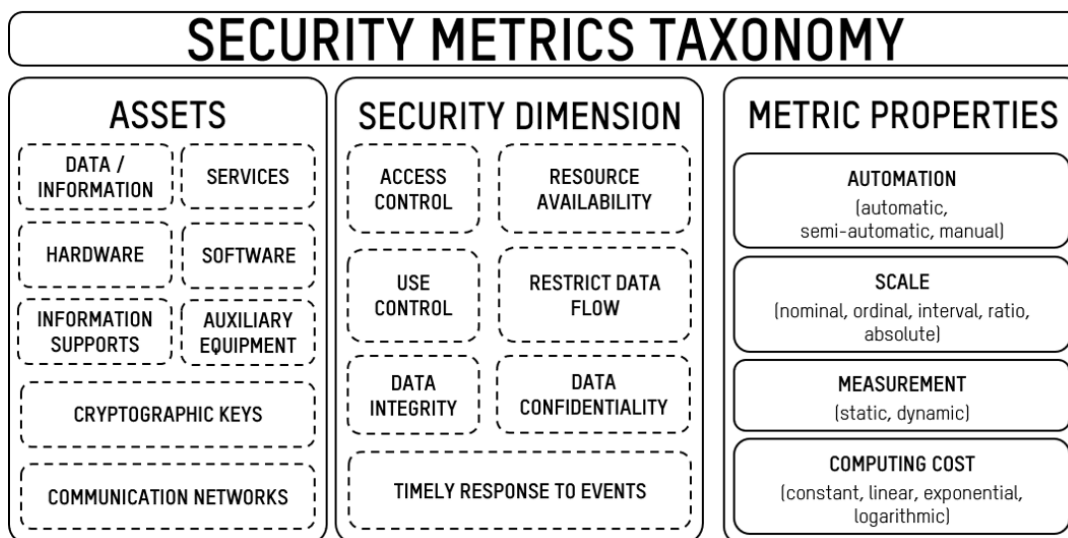 SECURITY METRICS TAXONOMY
ASSETS
DATA /
INFORMATION
SERVICES
HARDWARE
SOFTWARE
INFORMATION
SUPPORTS
AUXILIARY
EQUIPMENT
CRYPTOGRAPHIC KEYS
COMMUNICATION NETWORKS
SECURITY DIMENSION
ACCESS
CONTROL
RESOURCE
AVAILABILITY
USE
CONTROL
RESTRICT DATA
FLOW
DATA
INTEGRITY
DATA
CONFIDENTIALITY
TIMELY RESPONSE TO EVENTS
METRIC PROPERTIES
AUTOMATION
(automatic,
semi-automatic, manual)
SCALE
(nominal, ordinal, interval, ratio,
absolute)
MEASUREMENT
(static, dynamic)
COMPUTING COST
(constant, linear, exponential,
logarithmic)